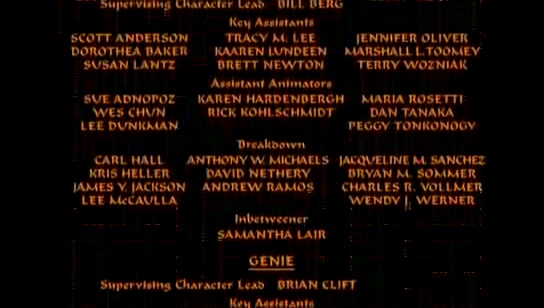 Supervising Character Lead BILL BERG
Key Assistants
SCOTT ANDERSON TRACY M. LEE JENNIFER OLIVER
DOROTHEA BAKER KAAREN LUNDEEN MARSHALL L. TOOMEY
SUSAN LANTZ BRETT NEWTON TERRY WOZNIAK
Assistant Animators
SUE ADNOPOZ KAREN HARDENBERGH MARIA ROSETTI
WES CHUN RICK KOHLSCHMIDT DAN TANAKA
LEE DUNKMAN PEGGY TONKONOGY
Breakdown
CARL HALL ANTHONY W. MICHAELS JACQUELINE M. SANCHEZ
KRIS HELLER DAVID NETHERY BRYAN M. SOMMER
JAMES Y. JACKSON ANDREW RAMOS CHARLES R. VOLLMER
LEE McCAULLA WENDY J. WERNER
Inbetweener
SAMANTHA LAIR
GENIE
Supervising Character Lead BRIAN CLIFT
Key Assistants